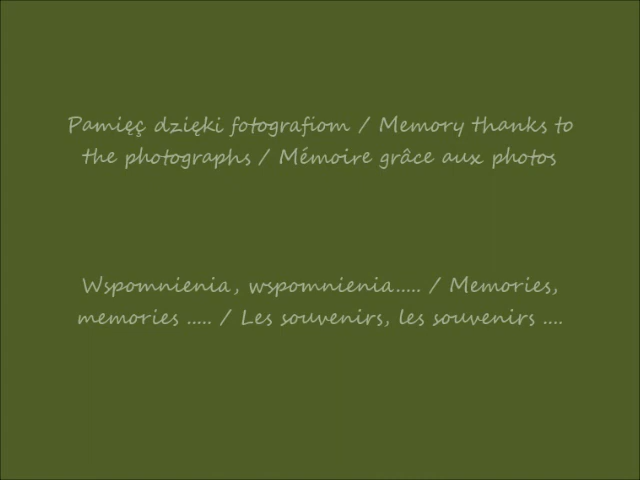 Pamięç dzięki fotografiom / Memory thanks to
the photographs / Mémoire grâce aux photos
Wspomnienia, wspomnienia..... / Memories,
memories ..... / Les souvenirs, les souvenirs ....